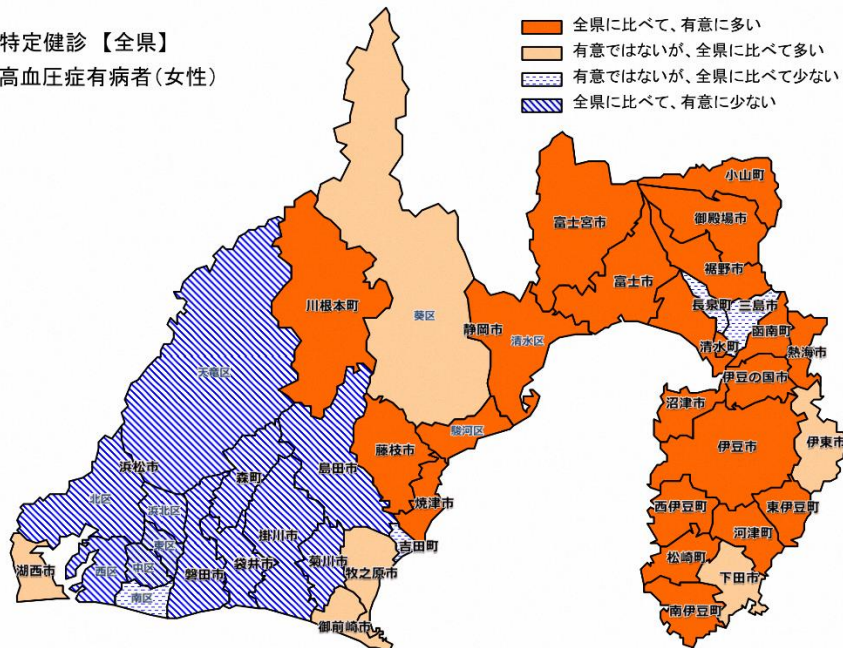 特定健診 【全県】
高血圧症有病者(女性)
全県に比べて、有意に多い
有意ではないが、全県に比べて多い
有意ではないが、全県に比べて少ない
全県に比べて、有意に少ない
小山町
富士宮市
御殿場市
裾野市
富士市
川根本町
長泉町
三島市
葵区
静岡市
清水区
函南町
清水町
熱海市
天竜区
伊豆の国市
沼津市
駿河区
伊豆市
伊東市
藤枝市
浜松市
島田市
森町
北区
焼津市
西伊豆町
東伊豆町
浜北区
掛川市
河津町
東区
吉田町
松崎町
湖西市
西区
中区
磐田市
袋井市
菊川市
牧之原市
下田市
南区
南伊豆町
御前崎市